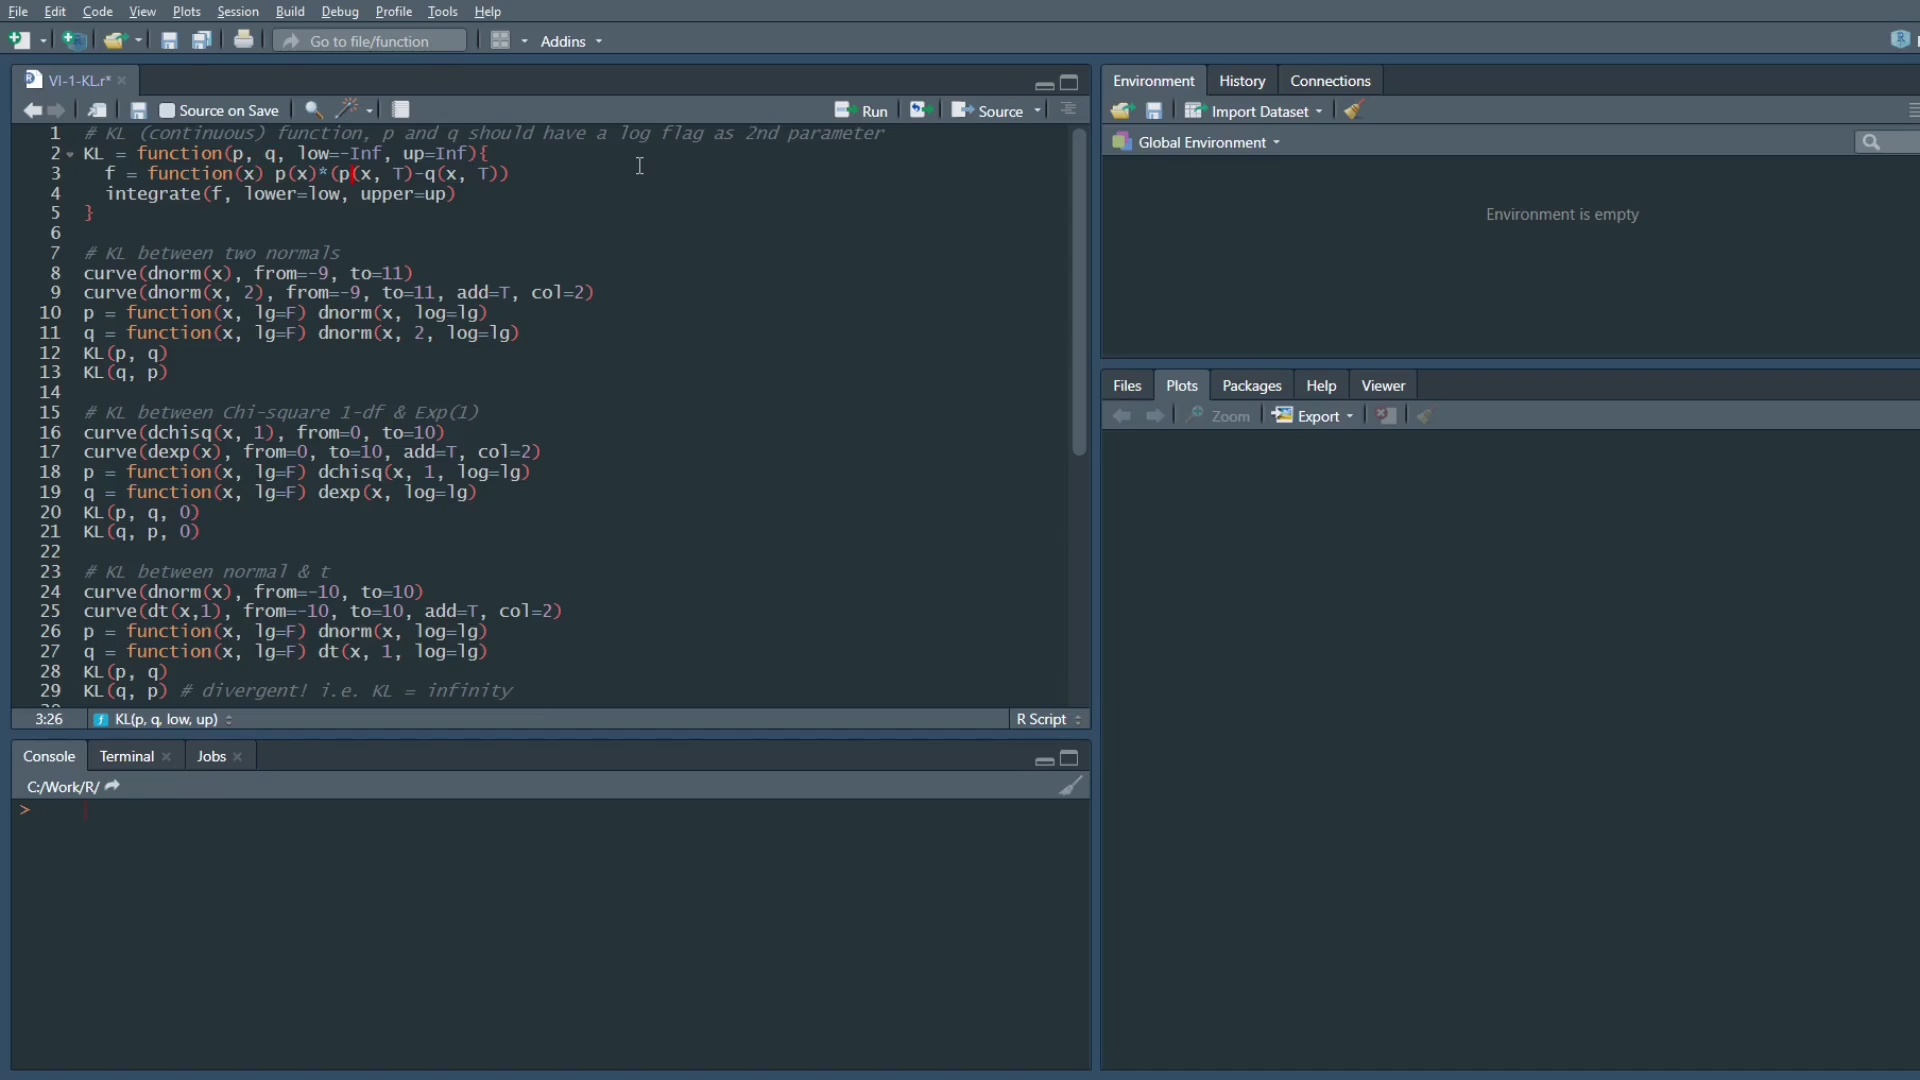 File Edit Code View Plots Session Build Debug Profile Tools Help
Go to file/function Addins
VI-1-KL.r*
Source on Save Run Source
1 # KL (continuous) function, p and q should have a log flag as 2nd parameter
2 KL = function(p, q, low=-Inf, up=Inf){
3 f = function(x) p(x)*(p(x, T)-q(x, T))
4 integrate(f, lower=low, upper=up)
5 }
6
7 # KL between two normals
8 curve(dnorm(x), from=-9, to=11)
9 curve(dnorm(x, 2), from=-9, to=11, add=T, col=2)
10 p = function(x, lg=F) dnorm(x, log=lg)
11 q = function(x, lg=F) dnorm(x, 2, log=lg)
12 KL(p, q)
13 KL(q, p)
14
15 # KL between Chi-square 1-df & Exp(1)
16 curve(dchisq(x, 1), from=0, to=10)
17 curve(dexp(x), from=0, to=10, add=T, col=2)
18 p = function(x, lg=F) dchisq(x, 1, log=lg)
19 q = function(x, lg=F) dexp(x, log=lg)
20 KL(p, q, 0)
21 KL(q, p, 0)
22
23 # KL between normal & t
24 curve(dnorm(x), from=-10, to=10)
25 curve(dt(x,1), from=-10, to=10, add=T, col=2)
26 p = function(x, lg=F) dnorm(x, log=lg)
27 q = function(x, lg=F) dt(x, 1, log=lg)
28 KL(p, q)
29 KL(q, p) # divergent! i.e. KL = infinity
3:26 KL(p, q, low, up) R Script
Console Terminal Jobs
C:/Work/R/
>
Environment History Connections
Import Dataset
Global Environment
Environment is empty
Files Plots Packages Help Viewer
Zoom Export